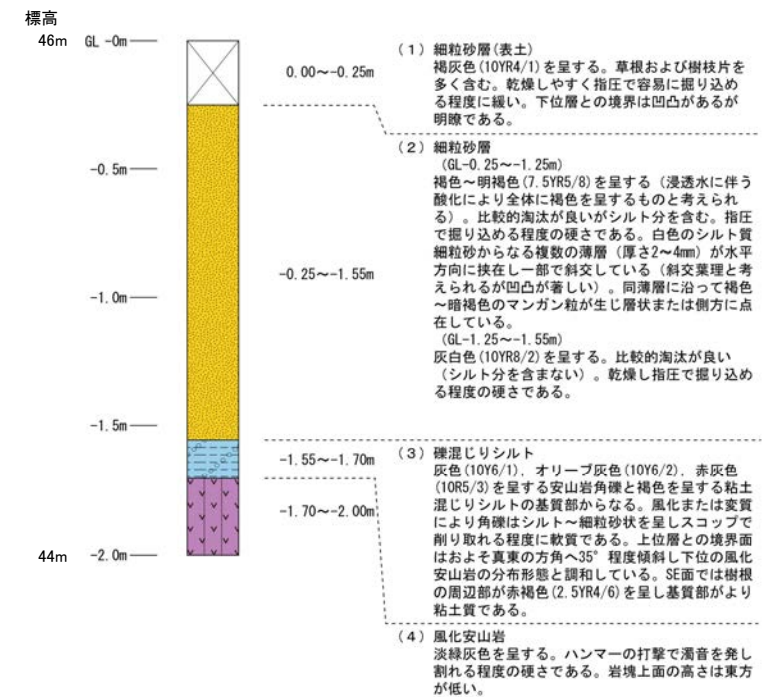 標高
46m GL -0m
-0.5m
-1.0m
-1.5m
44m -2.0m
0.00～-0.25m
-0.25～-1.55m
-1.55～-1.70m
-1.70～-2.00m
(1) 細粒砂層(表土)
褐灰色(10YR4/1)を呈する。草根および樹枝片を
多く含む。乾燥しやすく指圧で容易に掘り込め
る程度に緩い。下位層との境界は凹凸があるが
明瞭である。
(2) 細粒砂層
(GL-0.25～-1.25m)
褐色～明褐色(7.5YR5/8)を呈する（浸透水に伴う
酸化により全体に褐色を呈するものと考えられ
る）。比較的淘汰が良いがシルト分を含む。指圧
で掘り込める程度の硬さである。白色のシルト質
細粒砂からなる複数の薄層（厚さ2～4mm）が水平
方向に挟在し一部で斜交している（斜交葉理と考
えられるが凹凸が著しい）。同薄層に沿って褐色
～暗褐色のマンガン粒が生じ層状または側方に点
在している。
(GL-1.25～-1.55m)
灰白色(10YR8/2)を呈する。比較的淘汰が良い
（シルト分を含まない）。乾燥し指圧で掘り込め
る程度の硬さである。
(3) 礫混じりシルト
灰色(10Y6/1)．オリーブ灰色(10Y6/2)．赤灰色
(10R5/3)を呈する安山岩角礫と褐色を呈する粘土
混じりシルトの基質部からなる。風化または変質
により角礫はシルト～細粒砂状を呈しスコップで
削り取れる程度に軟質である。上位層との境界面
はおよそ真東の方角へ35°程度傾斜し下位の風化
安山岩の分布形態と調和している。SE面では樹根
の周辺部が赤褐色(2.5YR4/6)を呈し基質部がより
粘土質である。
(4) 風化安山岩
淡緑灰色を呈する。ハンマーの打撃で濁音を発し
割れる程度の硬さである。岩塊上面の高さは東方
が低い。